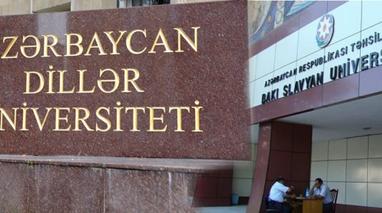 ZƏRBAYCAN
DİLLƏR
NİVERSİTETİ
AZƏRBAYCAN RESPUBLİKASI TƏHSİL
BAKI SLAVYAN UNİVERS